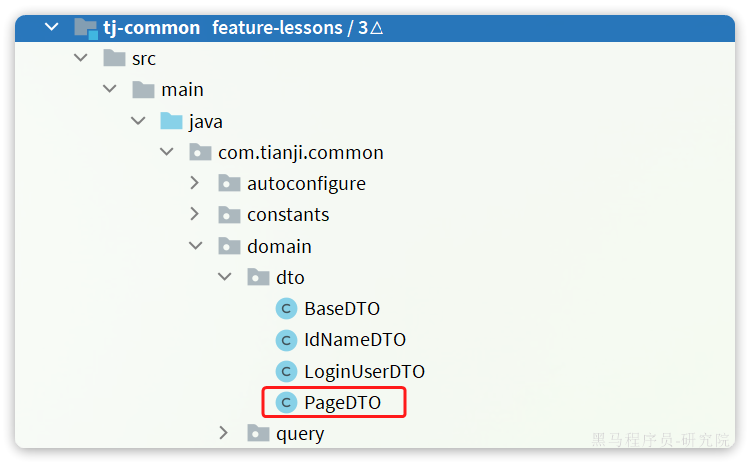 tj-common feature-lessons / 3△
src
main
java
com.tianji.common
autoconfigure
constants
domain
dto
C BaseDTO
C IdNameDTO
C LoginUserDTO
C PageDTO
query
黑马程序员-研究院